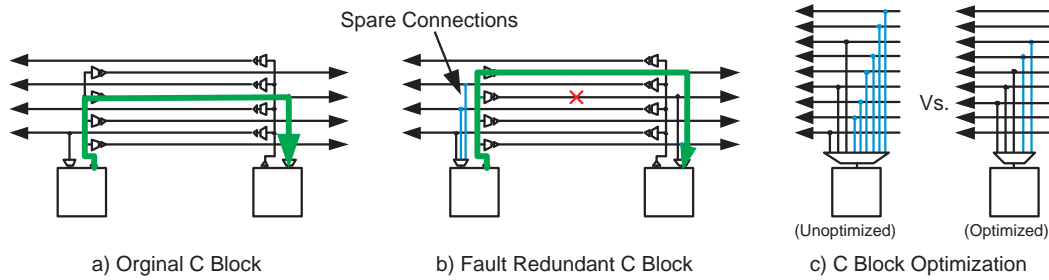 Spare Connections
Vs.
(Unoptimized)
(Optimized)
a) Orginal C Block
b) Fault Redundant C Block
c) C Block Optimization